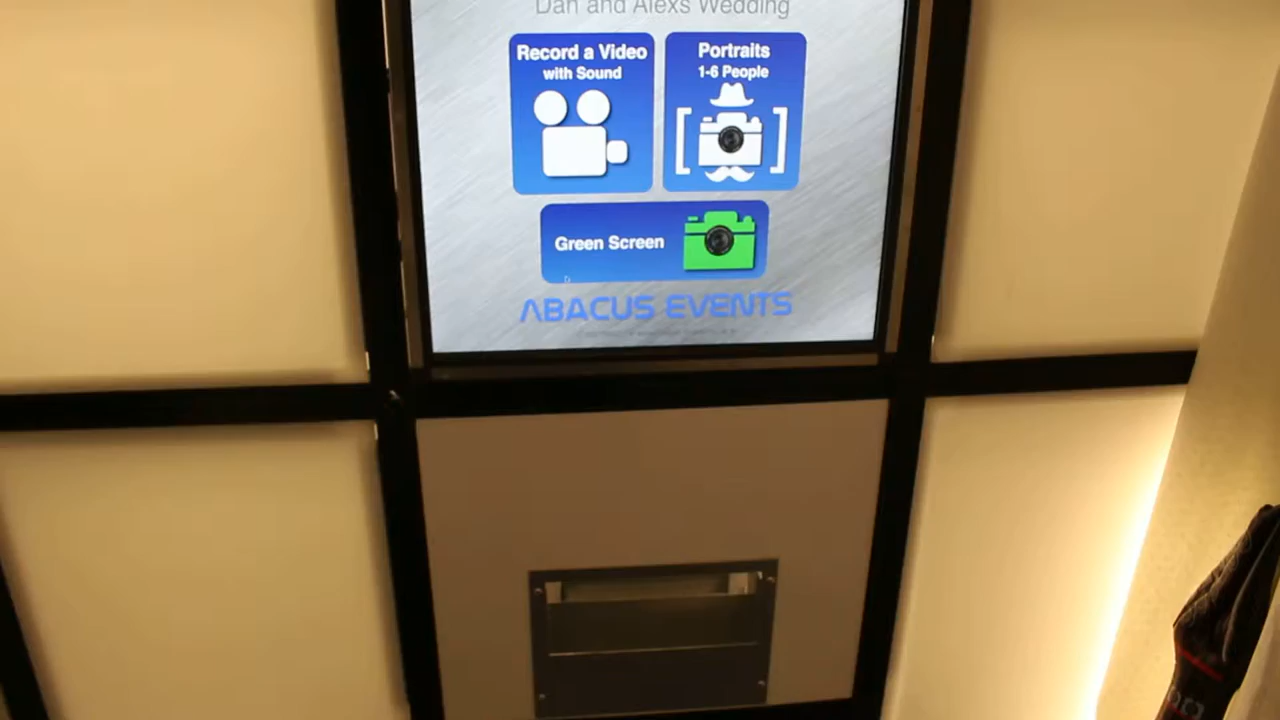 Dan and Alexs Wedding
Record a Video
with Sound
Portraits
1-6 People
Green Screen
ABACUS EVENTS